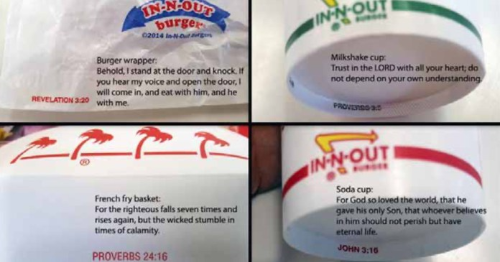 IN-N-OUT
burger
©2014 In-N-Out Burgers
Burger wrapper:
Behold, I stand at the door and knock. If
you hear my voice and open the door, I
will come in, and eat with him, and he
with me.
REVELATION 3:20
IN-N-OUT
BURGER
Milkshake cup:
Trust in the LORD with all your heart; do
not depend on your own understanding.
PROVERBS 3:5
®
French fry basket:
For the righteous falls seven times and
rises again, but the wicked stumble in
times of calamity.
PROVERBS 24:16
IN-N-OUT
BURGER
Soda cup:
For God so loved the world, that he
gave his only Son, that whoever believes
in him should not perish but have
eternal life.
JOHN 3:16